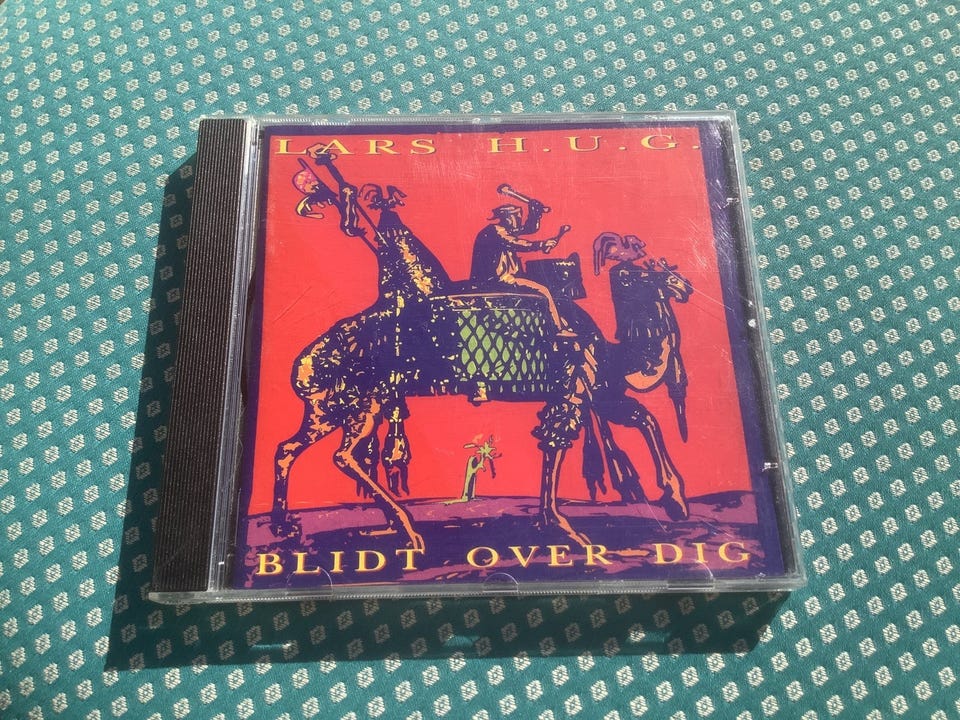 LARS H.U.G.
BLIDT OVER DIG